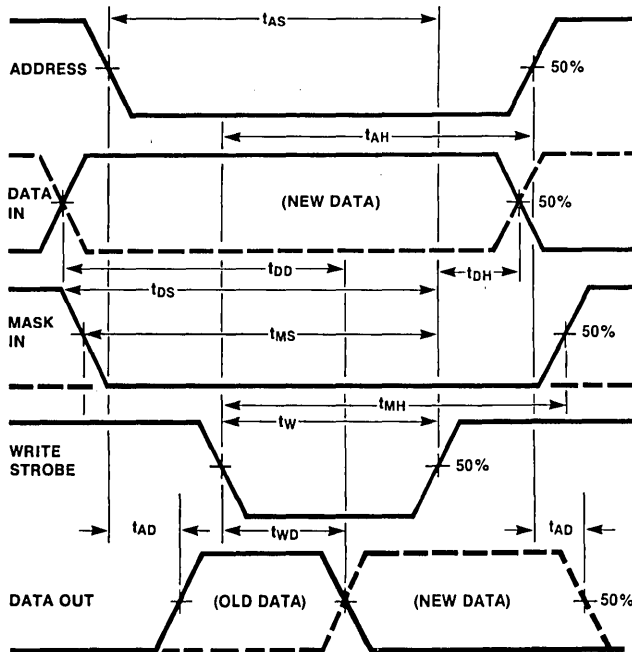 tAS
ADDRESS
50%
tAH
DATA
IN
(NEW DATA)
50%
tDD
tDH
tDS
MASK
IN
tMS
50%
tMH
tW
WRITE
STROBE
50%
tAD
tWD
tAD
DATA OUT
(OLD DATA)
(NEW DATA)
50%